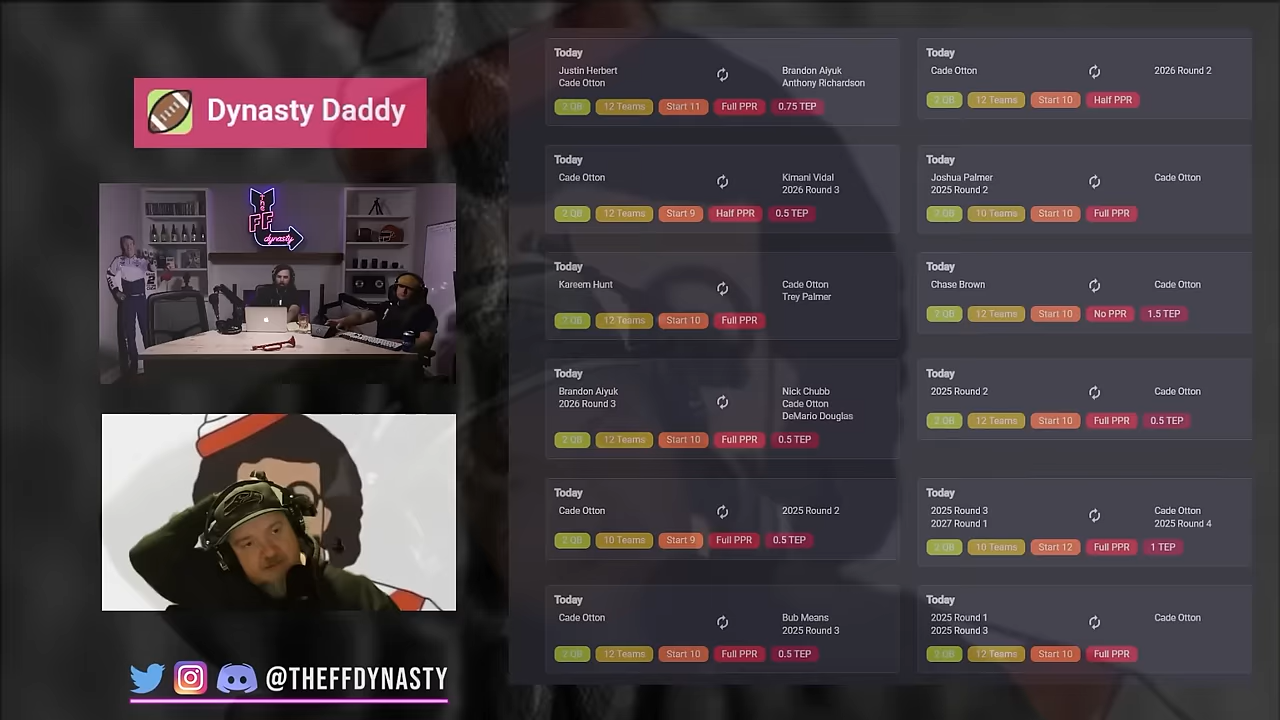 Dynasty Daddy
the
FF
dynasty
@THEFFDYNASTY
Today
Justin Herbert
Cade Otton
Brandon Aiyuk
Anthony Richardson
2 QB 12 Teams Start 11 Full PPR 0.75 TEP
Today
Cade Otton
2026 Round 2
2 QB 12 Teams Start 10 Half PPR
Today
Cade Otton
Kimani Vidal
2026 Round 3
2 QB 12 Teams Start 9 Half PPR 0.5 TEP
Today
Joshua Palmer
2025 Round 2
Cade Otton
2 QB 10 Teams Start 10 Full PPR
Today
Kareem Hunt
Cade Otton
Trey Palmer
2 QB 12 Teams Start 10 Full PPR
Today
Chase Brown
Cade Otton
2 QB 12 Teams Start 10 No PPR 1.5 TEP
Today
Brandon Aiyuk
2026 Round 3
Nick Chubb
Cade Otton
DeMario Douglas
2 QB 12 Teams Start 10 Full PPR 0.5 TEP
Today
2025 Round 2
Cade Otton
2 QB 12 Teams Start 10 Full PPR 0.5 TEP
Today
Cade Otton
2025 Round 2
2 QB 10 Teams Start 9 Full PPR 0.5 TEP
Today
2025 Round 3
2027 Round 1
Cade Otton
2025 Round 4
2 QB 10 Teams Start 12 Full PPR 1 TEP
Today
Cade Otton
Bub Means
2025 Round 3
2 QB 12 Teams Start 10 Full PPR 0.5 TEP
Today
2025 Round 1
2025 Round 3
Cade Otton
2 QB 12 Teams Start 10 Full PPR